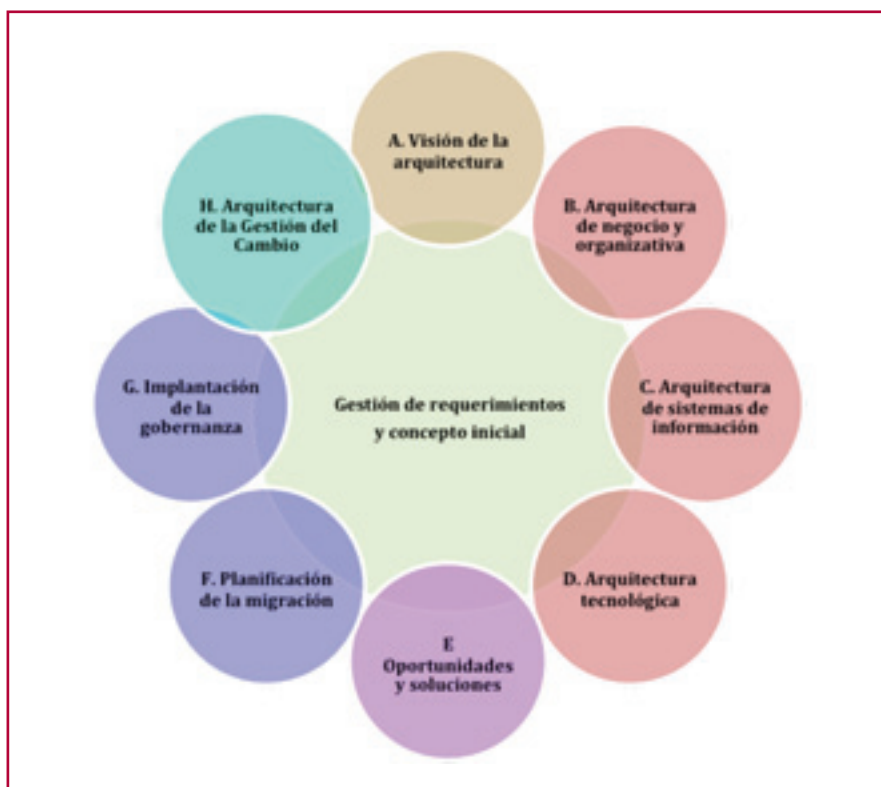 A. Visión de la
arquitectura
B. Arquitectura
de negocio y
organizativa
C. Arquitectura
de sistemas de
información
D. Arquitectura
tecnológica
E
Oportunidades
y soluciones
F. Planificación
de la migración
G. Implantación
de la
gobernanza
H. Arquitectura
de la Gestión del
Cambio
Gestión de requerimientos
y concepto inicial